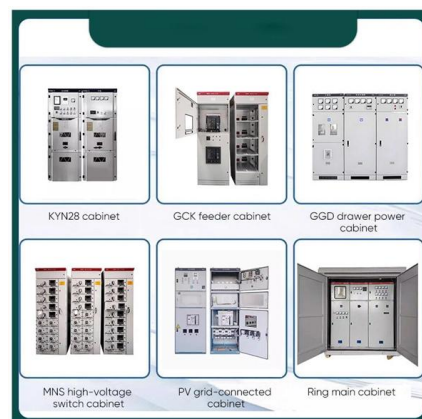 KYN28 cabinet
GCK feeder cabinet
GGD drawer power
cabinet
MNS high-voltage
switch cabinet
PV grid-connected
cabinet
Ring main cabinet